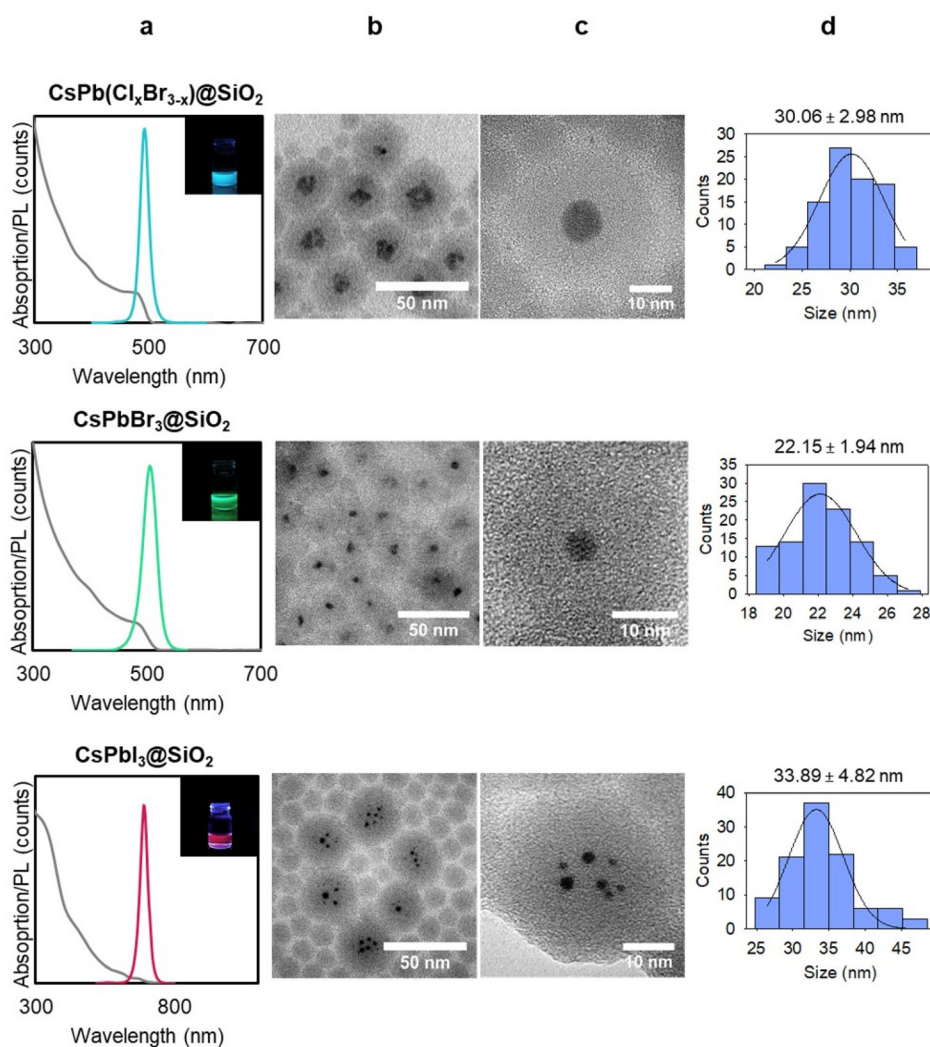 a b c d
CsPb(ClₓBr₃₋ₓ)@SiO₂
30.06 ± 2.98 nm
Absoprtion/PL (counts)
300 500 700
Wavelength (nm)
50 nm
10 nm
Counts
30
25
20
15
10
5
0
20 25 30 35
Size (nm)
CsPbBr₃@SiO₂
22.15 ± 1.94 nm
Absoprtion/PL (counts)
300 500 700
Wavelength (nm)
50 nm
10 nm
Counts
35
30
25
20
15
10
5
0
18 20 22 24 26 28
Size (nm)
CsPbI₃@SiO₂
33.89 ± 4.82 nm
Absoprtion/PL (counts)
300 800
Wavelength (nm)
50 nm
10 nm
Counts
40
30
20
10
0
25 30 35 40 45
Size (nm)